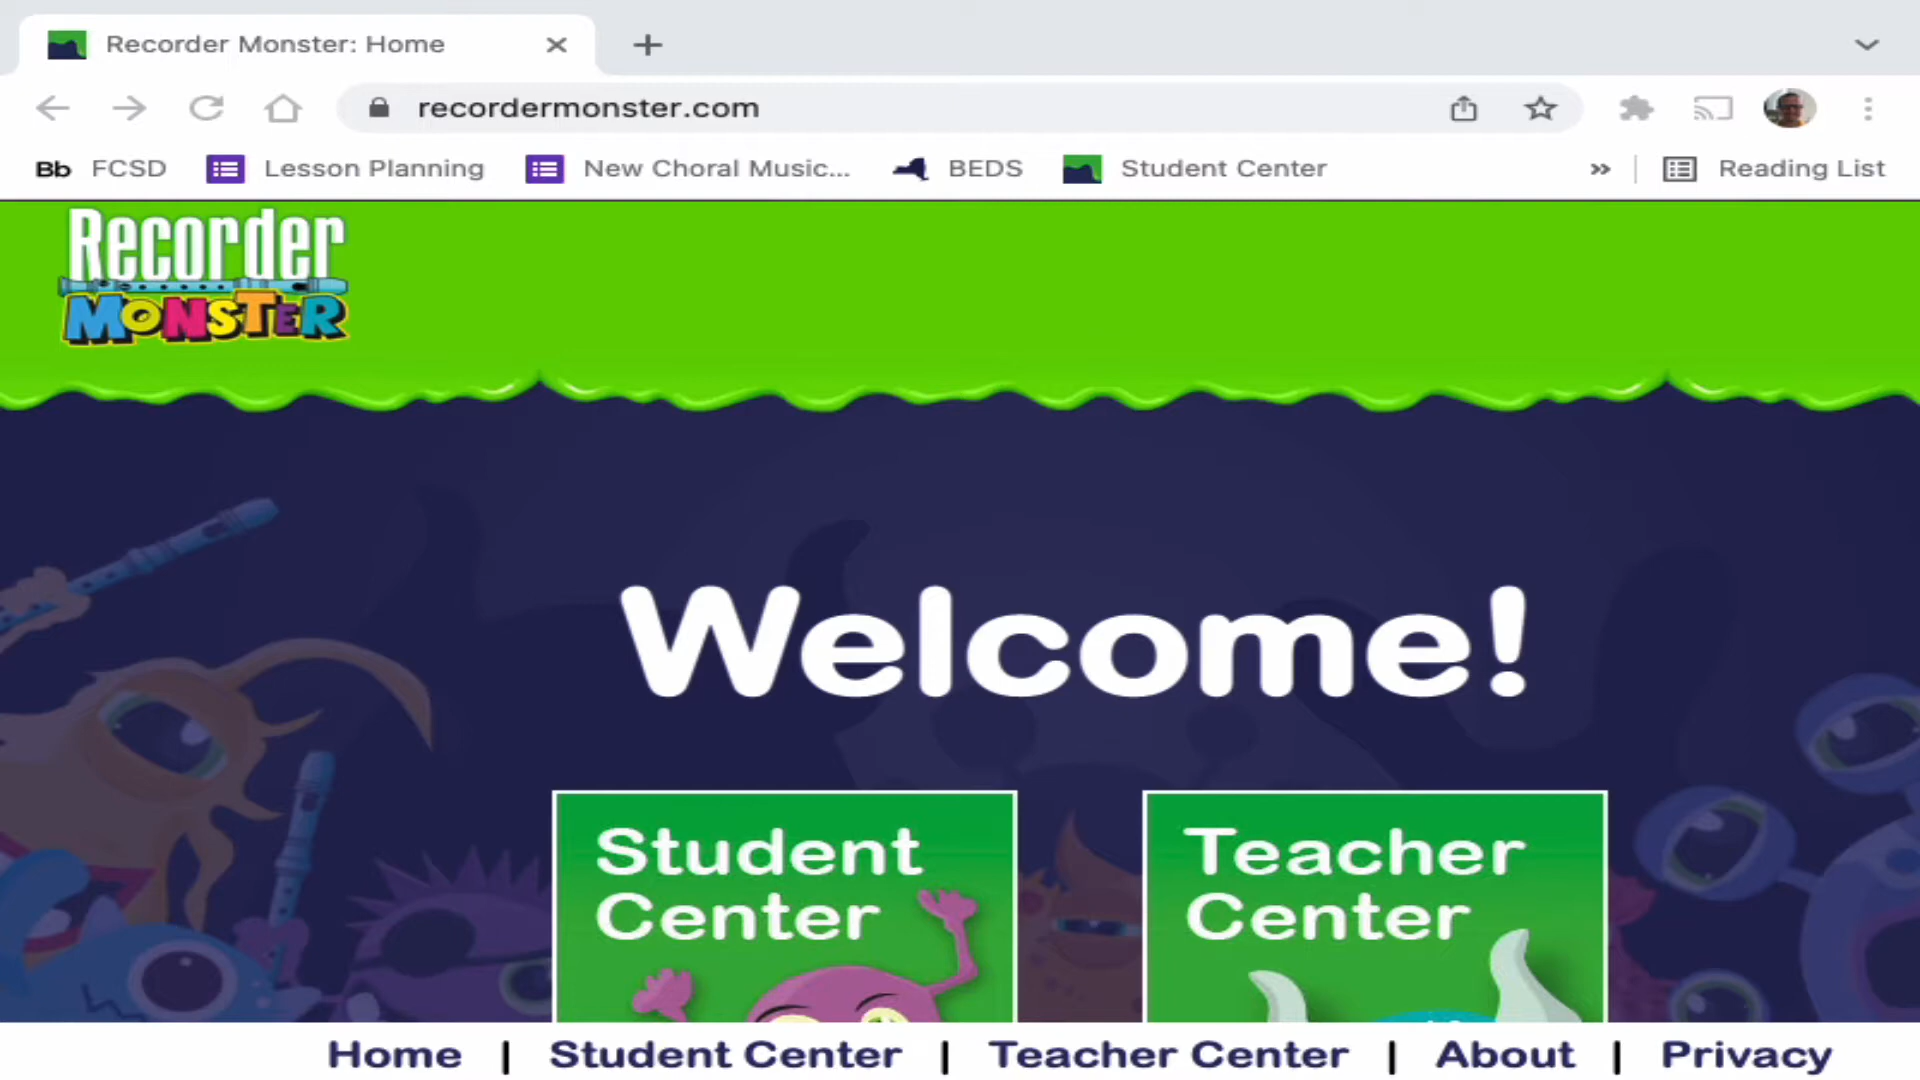 Recorder Monster: Home
recordermonster.com
Bb FCSD Lesson Planning New Choral Music... BEDS Student Center » Reading List
Recorder
MONSTER
Welcome!
Student
Center
Teacher
Center
Home | Student Center | Teacher Center | About | Privacy